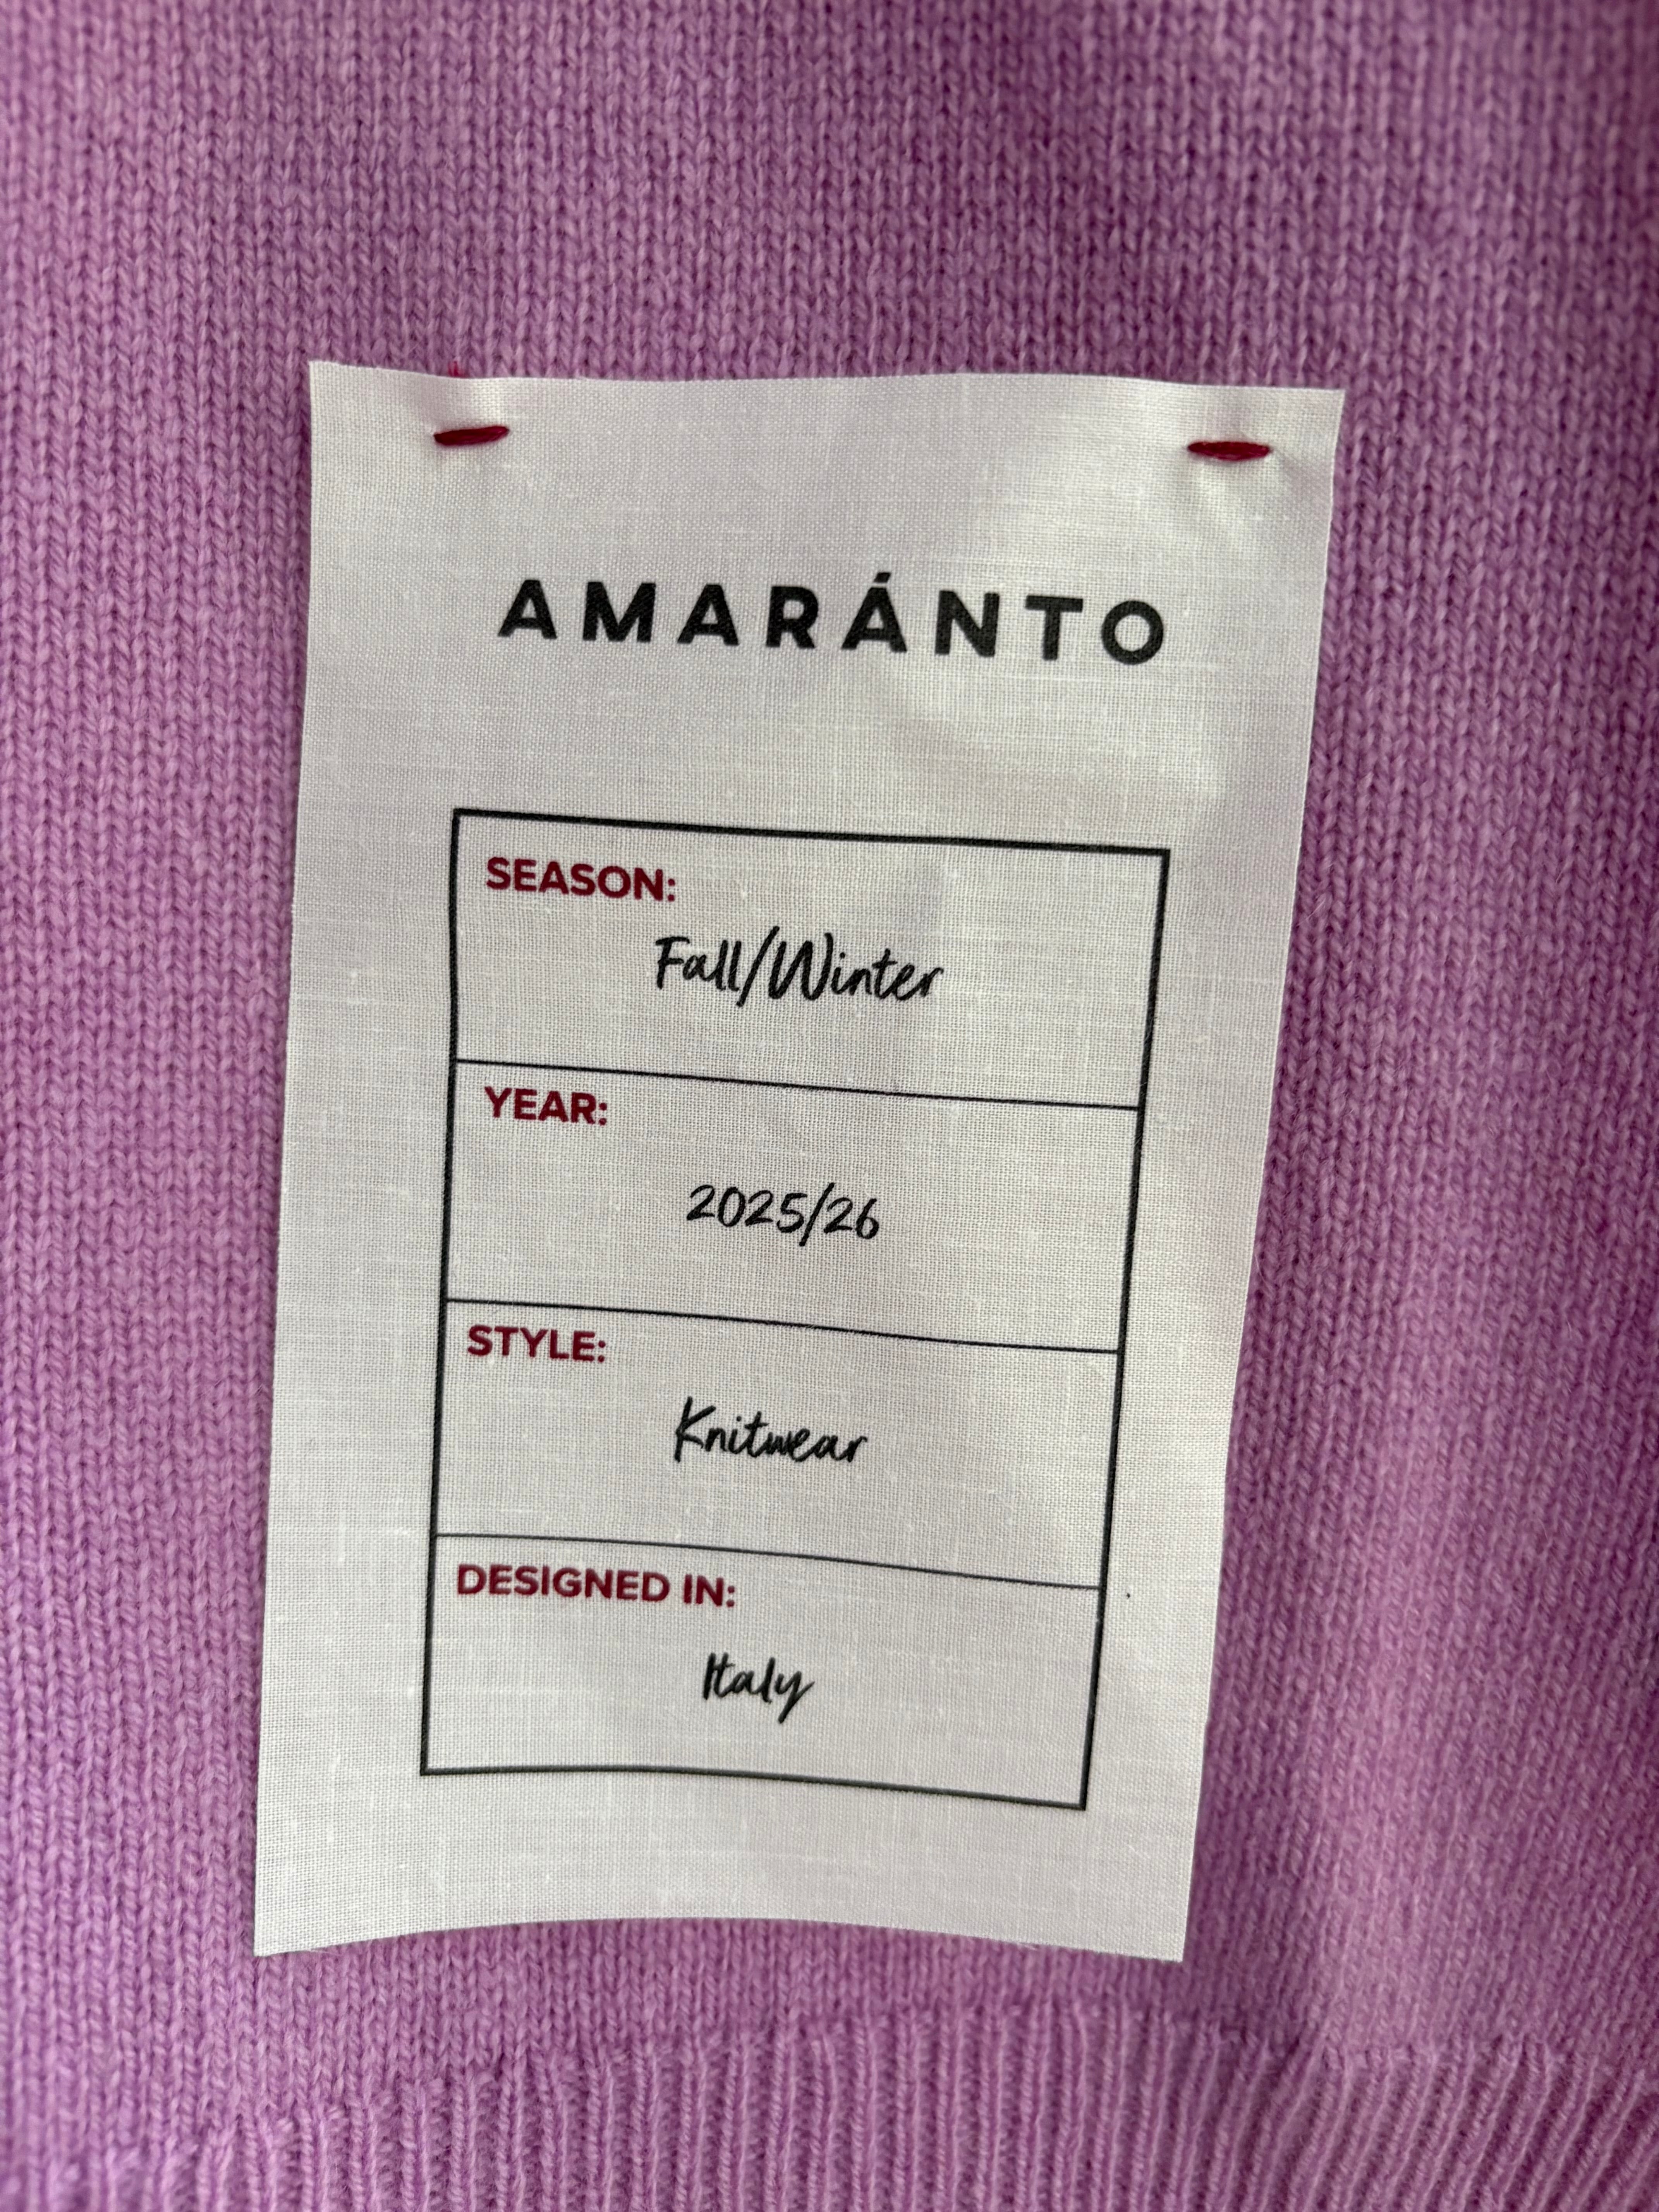 AMARÁNTO
SEASON:
Fall/Winter
YEAR:
2025/26
STYLE:
Knitwear
DESIGNED IN:
Italy